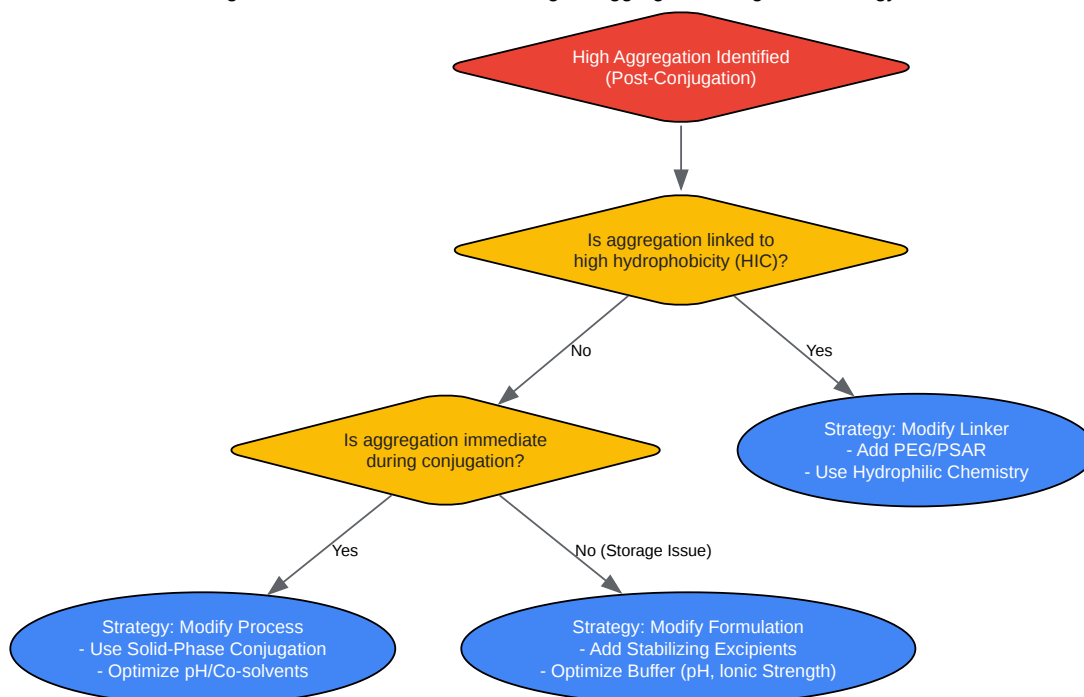 High Aggregation Identified
(Post-Conjugation)
Is aggregation linked to
high hydrophobicity (HIC)?
No
Yes
Strategy: Modify Linker
- Add PEG/PSAR
- Use Hydrophilic Chemistry
Is aggregation immediate
during conjugation?
Yes
No (Storage Issue)
Strategy: Modify Process
- Use Solid-Phase Conjugation
- Optimize pH/Co-solvents
Strategy: Modify Formulation
- Add Stabilizing Excipients
- Optimize Buffer (pH, Ionic Strength)